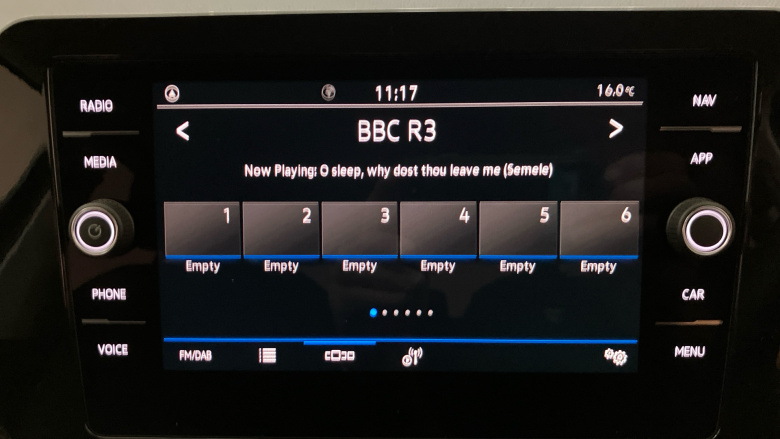 11:17
16.0°C
RADIO
NAV
< BBC R3 >
MEDIA
APP
Now Playing: O sleep, why dost thou leave me (Semele)
1 2 3 4 5 6
Empty Empty Empty Empty Empty Empty
PHONE
CAR
VOICE
FM/DAB
MENU